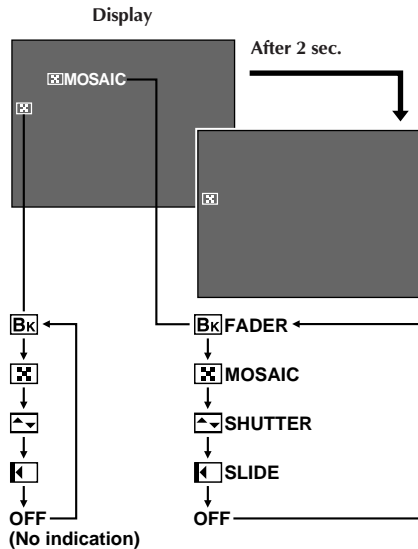 Display
After 2 sec.
MOSAIC
BK
BK FADER
MOSAIC
SHUTTER
SLIDE
OFF
OFF
(No indication)